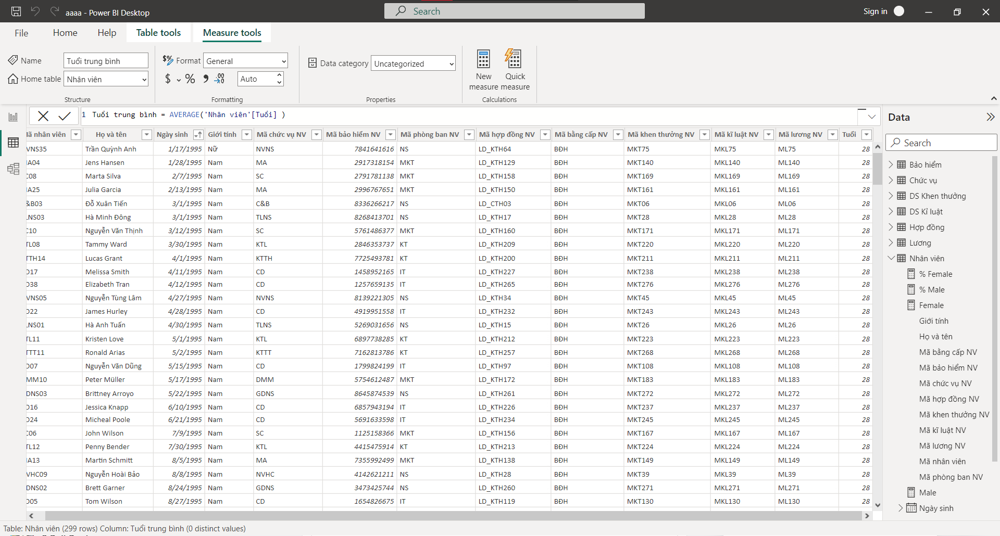 aaaa - Power BI Desktop
Search
Sign in
File Home Help Table tools Measure tools
Name Tuổi trung bình
Home table Nhân viên
Structure
Format General
$ % Auto
Formatting
Data category Uncategorized
Properties
New measure
Quick measure
Calculations
1 Tuổi trung bình = AVERAGE('Nhân viên'[Tuổi] )
Họ và tên Ngày sinh Giới tính Mã chức vụ NV Mã bảo hiểm NV Mã phòng ban NV Mã hợp đồng NV Mã bằng cấp NV Mã khen thưởng NV Mã kĩ luật NV Mã lương NV Tuổi
VNS35 Trần Quỳnh Anh 1/17/1995 Nữ NVNS 7841641616 NS LD_KTH64 BĐH MKT75 MKL75 ML75 28
IA04 Jens Hansen 1/28/1995 Nam MA 2917318154 MKT LD_KTH129 BĐH MKT140 MKL140 ML140 28
C08 Marta Silva 2/7/1995 Nam SC 2791781138 MKT LD_KTH158 BĐH MKT169 MKL169 ML169 28
IA25 Julia Garcia 2/13/1995 Nam MA 2996767651 MKT LD_KTH150 BĐH MKT161 MKL161 ML161 28
&B03 Đỗ Xuân Tiến 3/1/1995 Nam C&B 8336266217 NS LD_CTH03 BĐH MKT06 MKL06 ML06 28
LNS03 Hà Minh Đông 3/1/1995 Nam TLNS 8268413701 NS LD_KTH17 BĐH MKT28 MKL28 ML28 28
C10 Nguyễn Văn Thịnh 3/12/1995 Nam SC 5761486377 MKT LD_KTH160 BĐH MKT171 MKL171 ML171 28
TL08 Tammy Ward 3/30/1995 Nam KTL 2846353737 KT LD_KTH209 BĐH MKT220 MKL220 ML220 28
TTH14 Lucas Grant 4/1/1995 Nam KTTH 7725493781 KT LD_KTH200 BĐH MKT211 MKL211 ML211 28
D17 Melissa Smith 4/11/1995 Nam CD 1458952165 IT LD_KTH227 BĐH MKT238 MKL238 ML238 28
D38 Elizabeth Tran 4/12/1995 Nam CD 1257659135 IT LD_KTH265 BĐH MKT276 MKL276 ML276 28
VNS05 Nguyễn Tùng Lâm 4/27/1995 Nam NVNS 8139221305 NS LD_KTH34 BĐH MKT45 MKL45 ML45 28
D22 James Hurley 4/28/1995 Nam CD 4919951558 IT LD_KTH232 BĐH MKT243 MKL243 ML243 28
LNS01 Hà Anh Tuấn 4/30/1995 Nam TLNS 5269031656 NS LD_KTH15 BĐH MKT26 MKL26 ML26 28
TL11 Kristen Love 5/1/1995 Nam KTL 6897738285 KT LD_KTH212 BĐH MKT223 MKL223 ML223 28
TTT11 Ronald Arias 5/2/1995 Nam KTTT 7162813786 KT LD_KTH257 BĐH MKT268 MKL268 ML268 28
D07 Nguyễn Văn Dũng 5/15/1995 Nam CD 1799824199 IT LD_KTH97 BĐH MKT108 MKL108 ML108 28
MM10 Peter Müller 5/17/1995 Nam DMM 5754612487 MKT LD_KTH172 BĐH MKT183 MKL183 ML183 28
DNS03 Brittney Arroyo 5/22/1995 Nam GDNS 8645874539 NS LD_KTH261 BĐH MKT272 MKL272 ML272 28
D16 Jessica Knapp 6/10/1995 Nam CD 6857943194 IT LD_KTH226 BĐH MKT237 MKL237 ML237 28
D24 Micheal Poole 6/21/1995 Nam CD 5691633598 IT LD_KTH234 BĐH MKT245 MKL245 ML245 28
C06 John Wilson 7/9/1995 Nam SC 1125158366 MKT LD_KTH156 BĐH MKT167 MKL167 ML167 28
TL12 Penny Bender 7/30/1995 Nam KTL 4415475914 KT LD_KTH213 BĐH MKT224 MKL224 ML224 28
IA13 Martin Schmitt 8/5/1995 Nam MA 7355992499 MKT LD_KTH138 BĐH MKT149 MKL149 ML149 28
VHC09 Nguyễn Hoài Bảo 8/8/1995 Nam NVHC 4142621211 NS LD_KTH28 BĐH MKT39 MKL39 ML39 28
DNS02 Brett Garner 8/24/1995 Nam GDNS 3473425744 NS LD_KTH260 BĐH MKT271 MKL271 ML271 28
D05 Tom Wilson 8/27/1995 Nam CD 1654826675 IT LD_KTH119 BĐH MKT130 MKL130 ML130 28
Data
Search
Bảo hiểm
Chức vụ
DS Khen thưởng
DS Kỉ luật
Hợp đồng
Lương
Nhân viên
% Female
% Male
Female
Giới tính
Họ và tên
Mã bằng cấp NV
Mã bảo hiểm NV
Mã chức vụ NV
Mã hợp đồng NV
Mã khen thưởng NV
Mã kĩ luật NV
Mã lương NV
Mã nhân viên
Mã phòng ban NV
Male
Ngày sinh
Table: Nhân viên (299 rows) Column: Tuổi trung bình (0 distinct values)